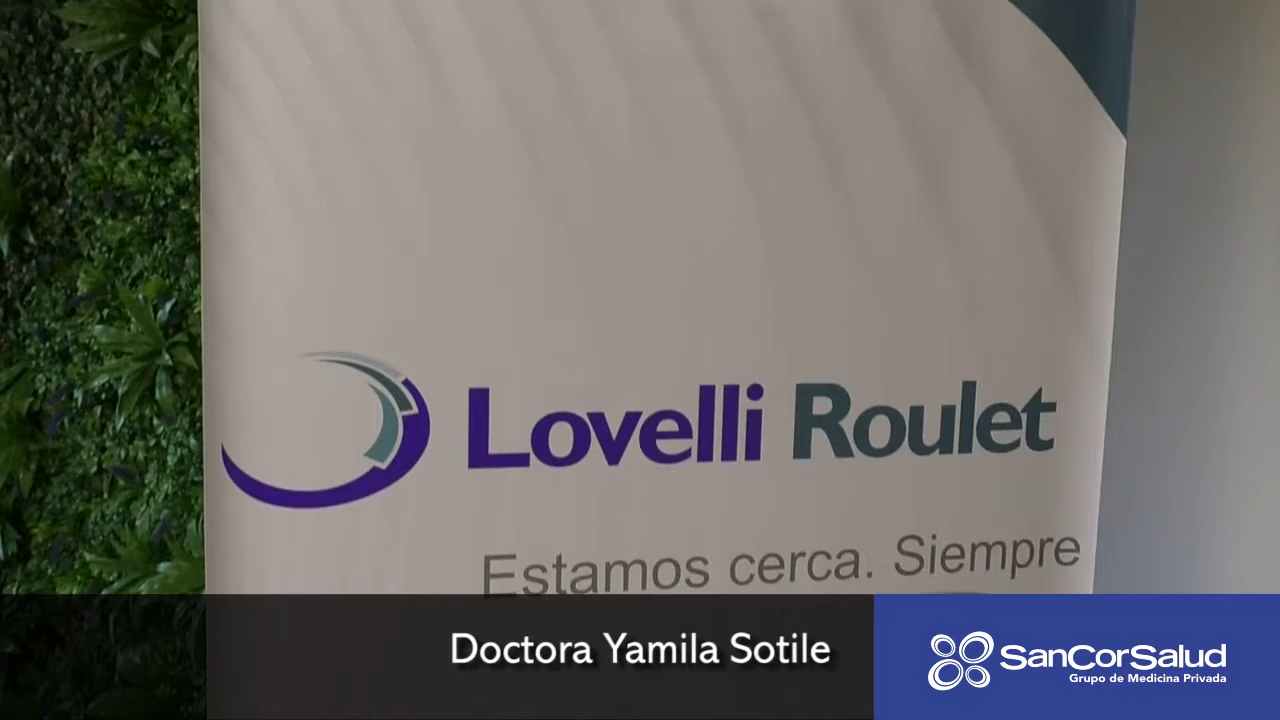 Lovelli Roulet
Estamos cerca. Siempre
Doctora Yamila Sotile
SanCorSalud
Grupo de Medicina Privada